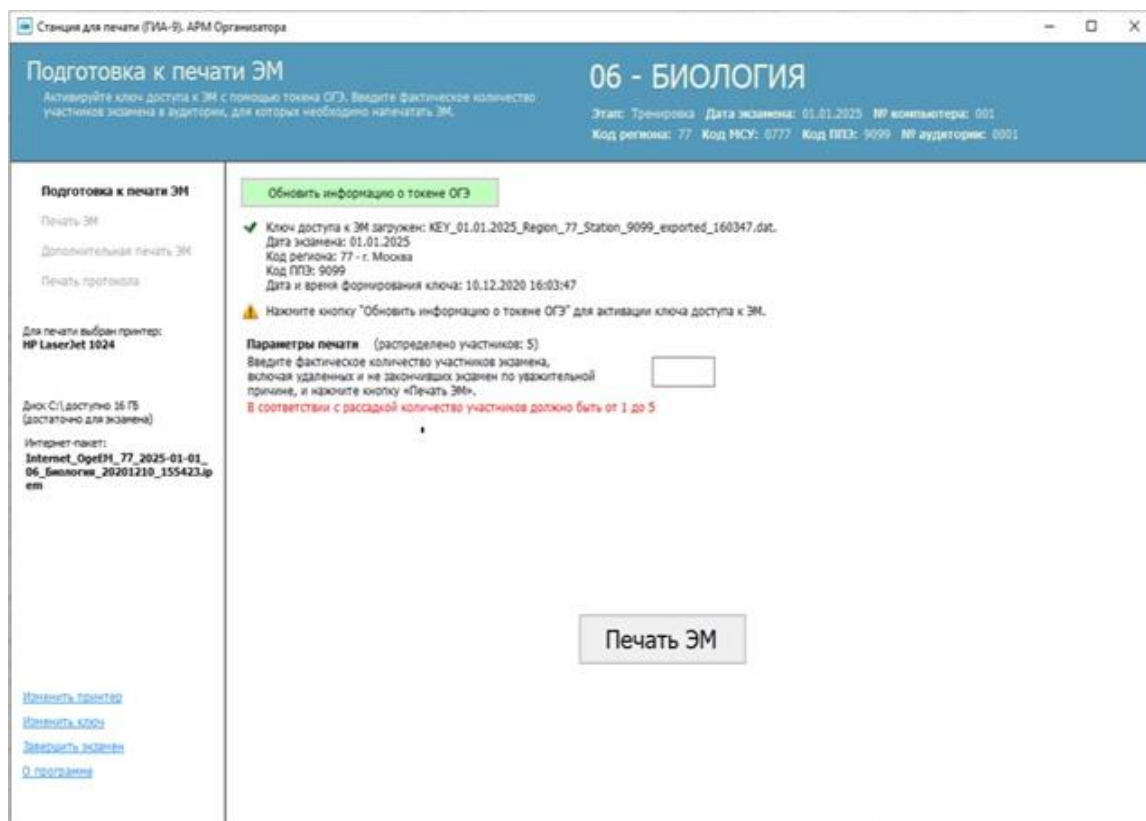 Станция для печати (ГИА-9). АРМ Организатора
Подготовка к печати ЭМ
Активируйте ключ доступа к ЭМ с помощью токена ОГЭ. Введите фактическое количество
участников экзамена в аудитории, для которых необходимо напечатать ЭМ.
06 - БИОЛОГИЯ
Этап: Тренировка Дата экзамена: 01.01.2025 № компьютера: 001
Код региона: 77 Код МСУ: 0777 Код ППЭ: 9099 № аудитории: 0001
Подготовка к печати ЭМ
Печать ЭМ
Дополнительная печать ЭМ
Печать протокола
Для печати выбран принтер:
HP LaserJet 1024
Диск C:\ доступно 16 ГБ
(достаточно для экзамена)
Интернет-пакет:
Internet_OgeEM_77_2025-01-01_
06_Биология_20201210_155423.ip
em
Изменить принтер
Изменить ключ
Завершить экзамен
О программе
Обновить информацию о токене ОГЭ
Ключ доступа к ЭМ загружен: KEY_01.01.2025_Region_77_Station_9099_exported_160347.dat.
Дата экзамена: 01.01.2025
Код региона: 77 - г. Москва
Код ППЭ: 9099
Дата и время формирования ключа: 10.12.2020 16:03:47
Нажмите кнопку "Обновить информацию о токене ОГЭ" для активации ключа доступа к ЭМ.
Параметры печати (распределено участников: 5)
Введите фактическое количество участников экзамена,
включая удаленных и не закончивших экзамен по уважительной
причине, и нажмите кнопку «Печать ЭМ».
В соответствии с рассадкой количество участников должно быть от 1 до 5
Печать ЭМ